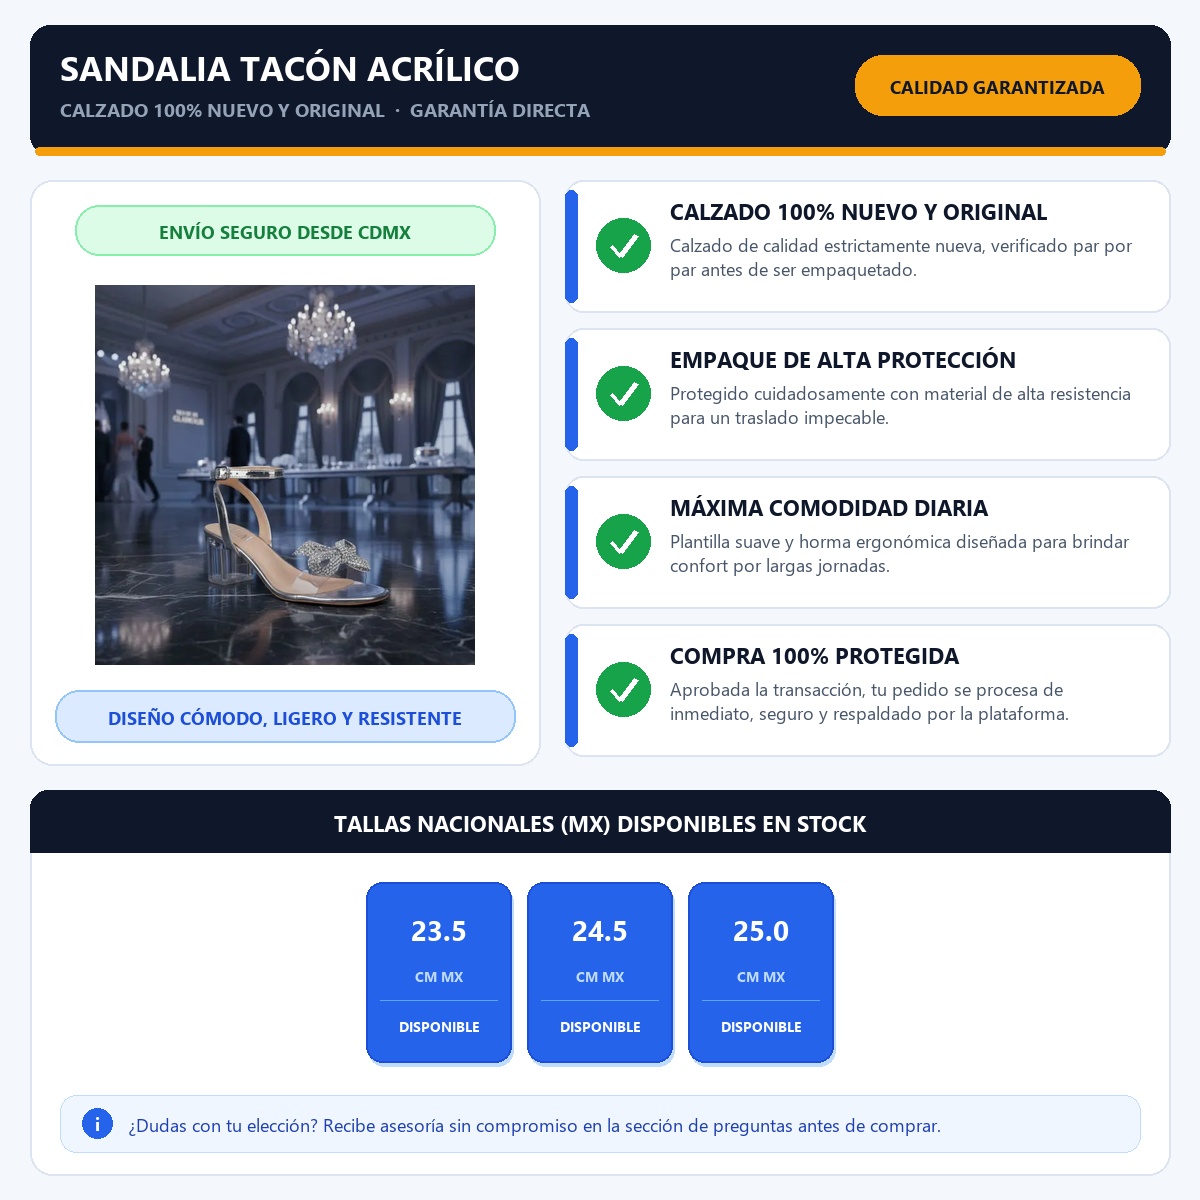 SANDALIA TACÓN ACRÍLICO
CALZADO 100% NUEVO Y ORIGINAL · GARANTÍA DIRECTA
CALIDAD GARANTIZADA
ENVÍO SEGURO DESDE CDMX
DISEÑO CÓMODO, LIGERO Y RESISTENTE
CALZADO 100% NUEVO Y ORIGINAL
Calzado de calidad estrictamente nueva, verificado par por
par antes de ser empaquetado.
EMPAQUE DE ALTA PROTECCIÓN
Protegido cuidadosamente con material de alta resistencia
para un traslado impecable.
MÁXIMA COMODIDAD DIARIA
Plantilla suave y horma ergonómica diseñada para brindar
confort por largas jornadas.
COMPRA 100% PROTEGIDA
Aprobada la transacción, tu pedido se procesa de
inmediato, seguro y respaldado por la plataforma.
TALLAS NACIONALES (MX) DISPONIBLES EN STOCK
23.5
CM MX
DISPONIBLE
24.5
CM MX
DISPONIBLE
25.0
CM MX
DISPONIBLE
¿Dudas con tu elección? Recibe asesoría sin compromiso en la sección de preguntas antes de comprar.